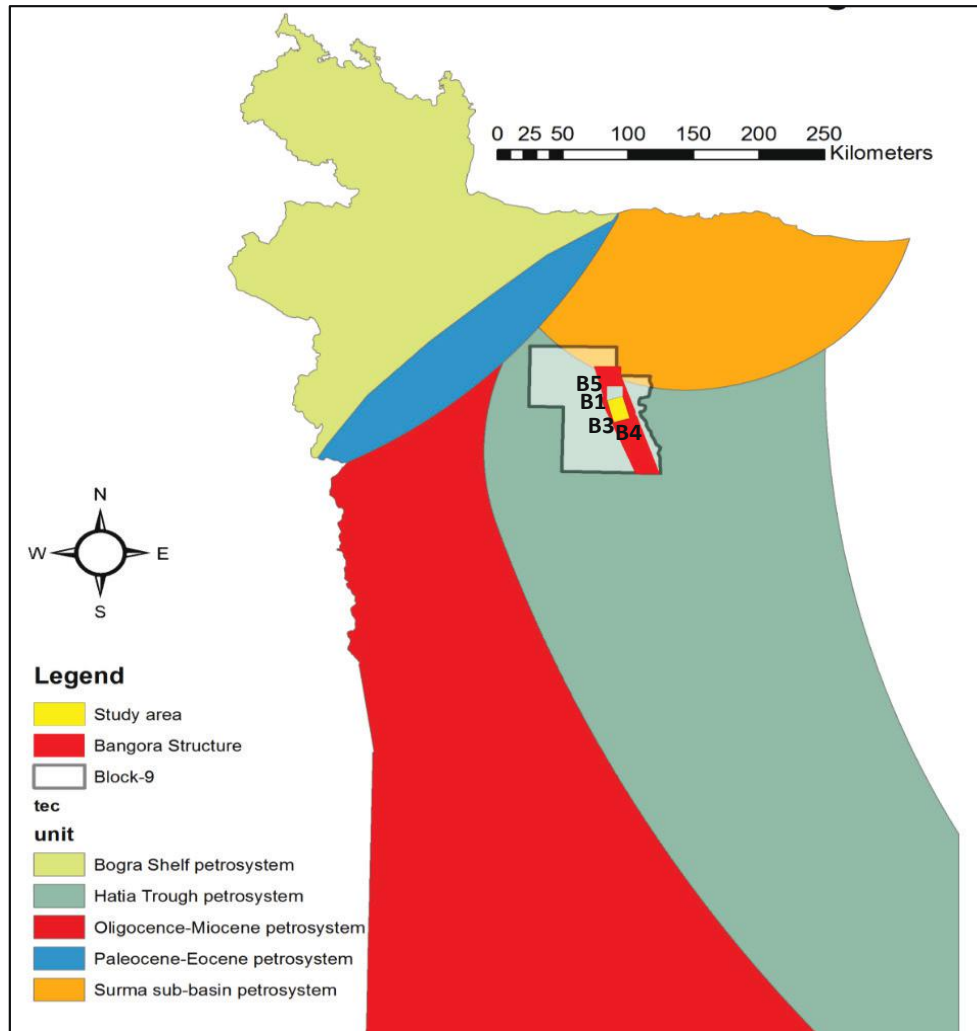 0 25 50 100 150 200 250
Kilometers
B5
B1
B3 B4
N
W E
S
Legend
Study area
Bangora Structure
Block-9
tec
unit
Bogra Shelf petrosystem
Hatia Trough petrosystem
Oligocence-Miocene petrosystem
Paleocene-Eocene petrosystem
Surma sub-basin petrosystem